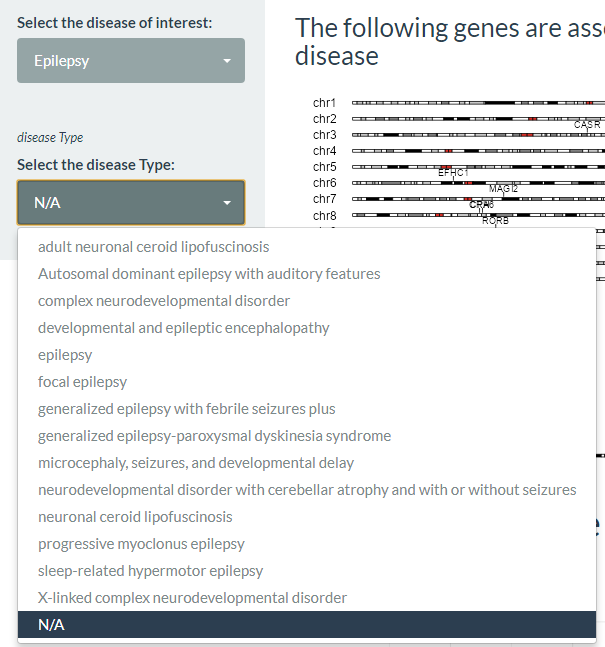 Select the disease of interest:
Epilepsy
disease Type
Select the disease Type:
N/A
The following genes are
disease
chr1
chr2
CASR
chr3
chr4
chr5
EFHC1
chr6
MAGI2
chr7
chr8
RORB
adult neuronal ceroid lipofuscinosis
Autosomal dominant epilepsy with auditory features
complex neurodevelopmental disorder
developmental and epileptic encephalopathy
epilepsy
focal epilepsy
generalized epilepsy with febrile seizures plus
generalized epilepsy-paroxysmal dyskinesia syndrome
microcephaly, seizures, and developmental delay
neurodevelopmental disorder with cerebellar atrophy and with or without seizures
neuronal ceroid lipofuscinosis
progressive myoclonus epilepsy
sleep-related hypermotor epilepsy
X-linked complex neurodevelopmental disorder
N/A